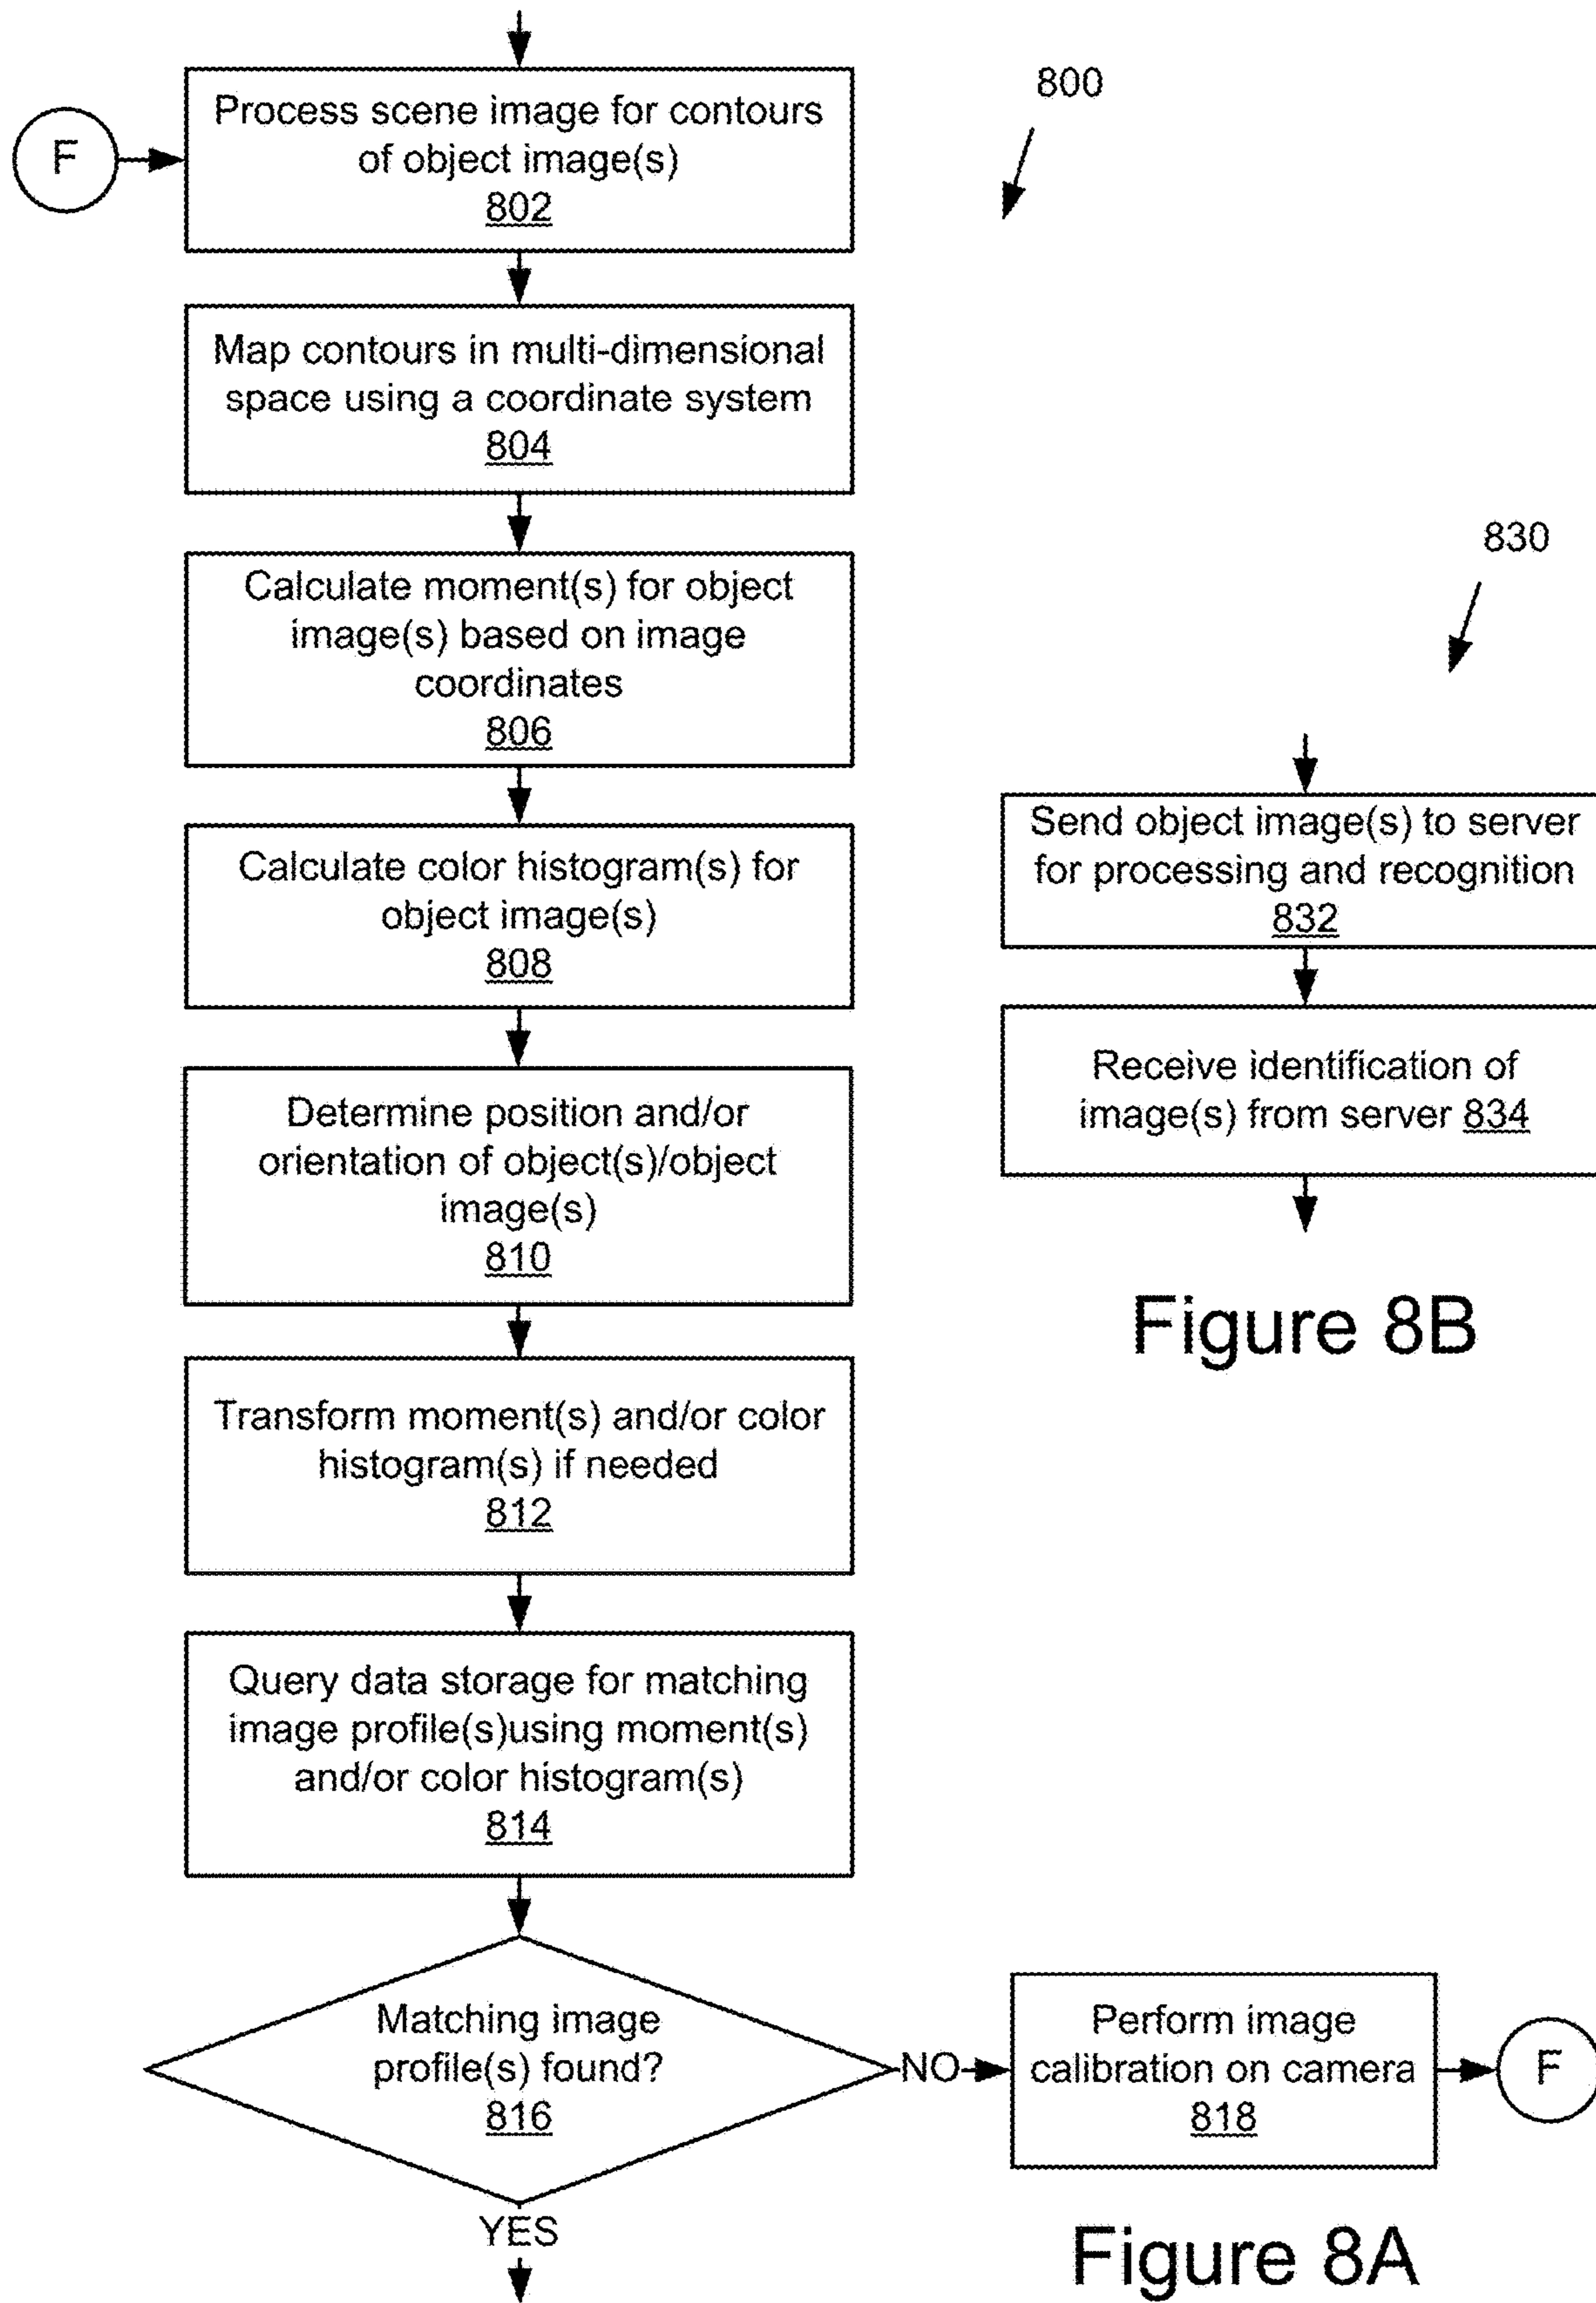 F
Process scene image for contours
of object image(s)
802
800
Map contours in multi-dimensional
space using a coordinate system
804
Calculate moment(s) for object
image(s) based on image
coordinates
806
Calculate color histogram(s) for
object image(s)
808
Determine position and/or
orientation of object(s)/object
image(s)
810
Transform moment(s) and/or color
histogram(s) if needed
812
Query data storage for matching
image profile(s)using moment(s)
and/or color histogram(s)
814
Matching image
profile(s) found?
816
NO
Perform image
calibration on camera
818
F
YES
Figure 8A
830
Send object image(s) to server
for processing and recognition
832
Receive identification of
image(s) from server 834
Figure 8B